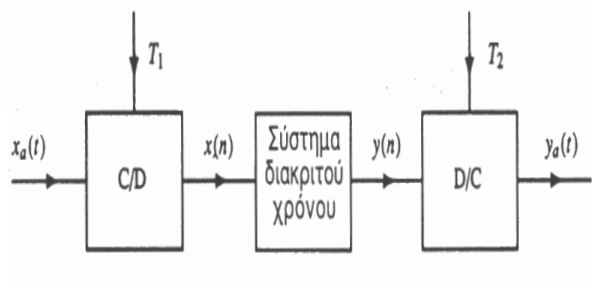 T₁
T₂
xₐ(t)
C/D
x(n)
Σύστημα
διακριτού
χρόνου
y(n)
D/C
yₐ(t)